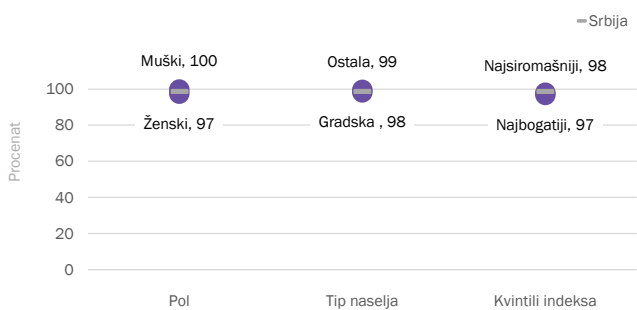 Srbija
Muški, 100
Ostala, 99
Najsiromašniji, 98
100
80
60
40
20
0
Procenat
Ženski, 97
Gradska , 98
Najbogatiji, 97
Pol
Tip naselja
Kvintili indeksa